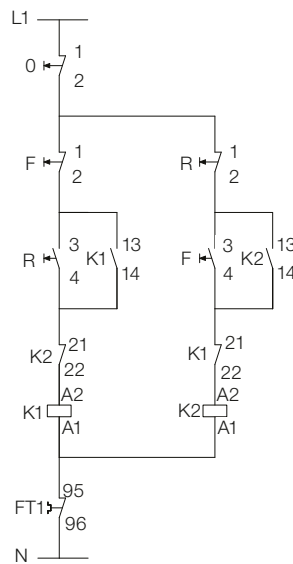 L1
0 1
2
F 1 R 1
2 2
R 3 K1 13 F 3 K2 13
4 14 4 14
K2 21 K1 21
22 22
K1 A2 K2 A2
A1 A1
FT1 95
96
N